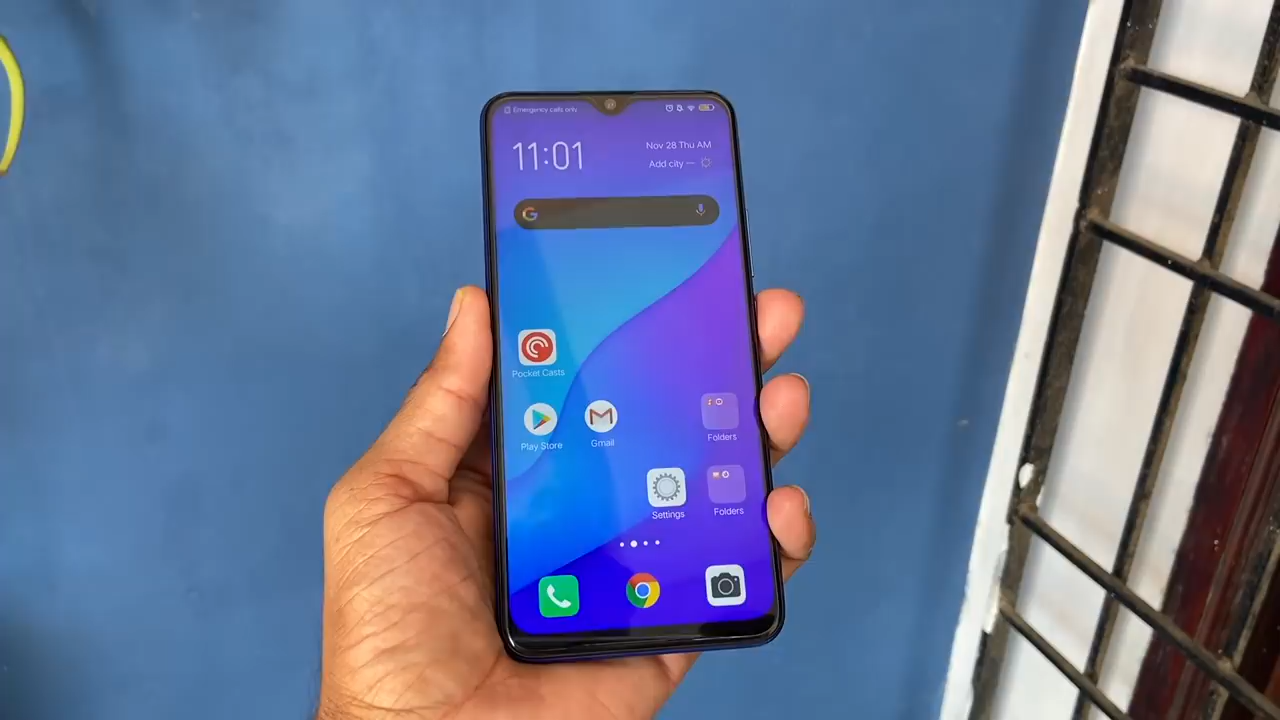 Emergency calls only
11:01
Nov 28 Thu AM
Add city —
Pocket Casts
Play Store
Gmail
Folders
Settings
Folders